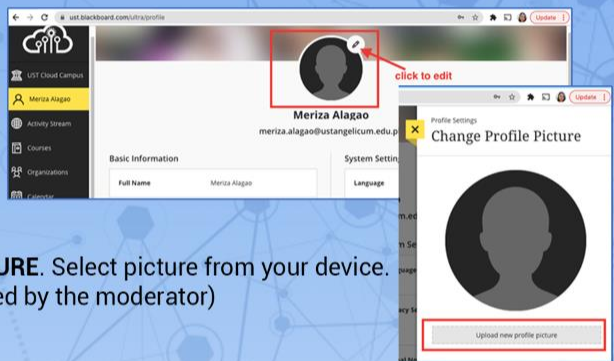 ust.blackboard.com/ultra/profile
Update
click to edit
UST Cloud Campus
Meriza Alagao
Activity Stream
Courses
Organizations
Calendar
Meriza Alagao
meriza.alagao@ustangelicum.edu.p
Basic Information
System Settin
Full Name
Meriza Alagao
Language
Update
Profile Settings
Change Profile Picture
Upload new profile picture
URE. Select picture from your device.
ed by the moderator)